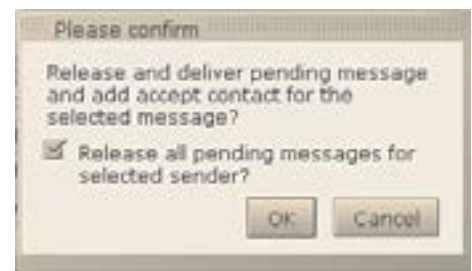 Please confirm
Release and deliver pending message
and add accept contact for the
selected message?
Release all pending messages for
selected sender?
OK Cancel